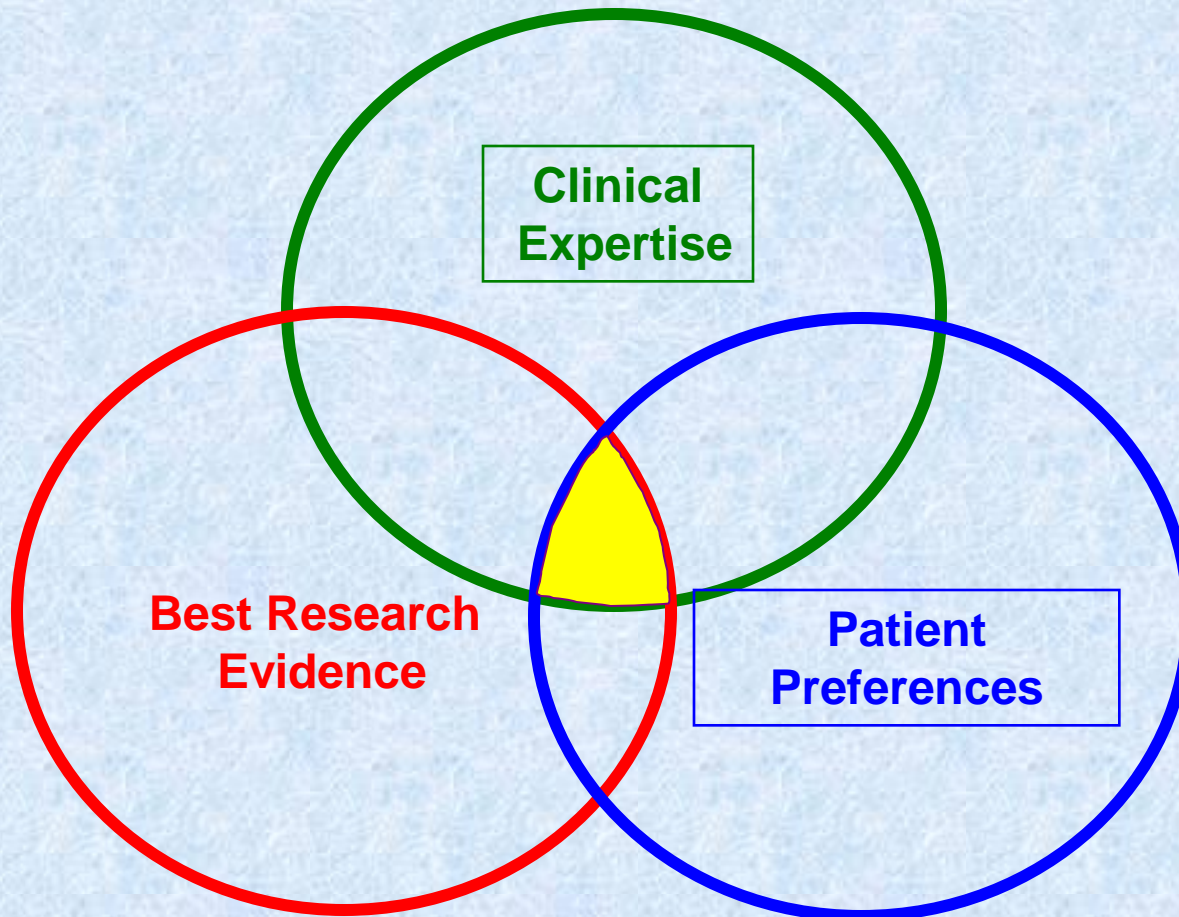 Clinical
Expertise
Best Research
Evidence
Patient
Preferences